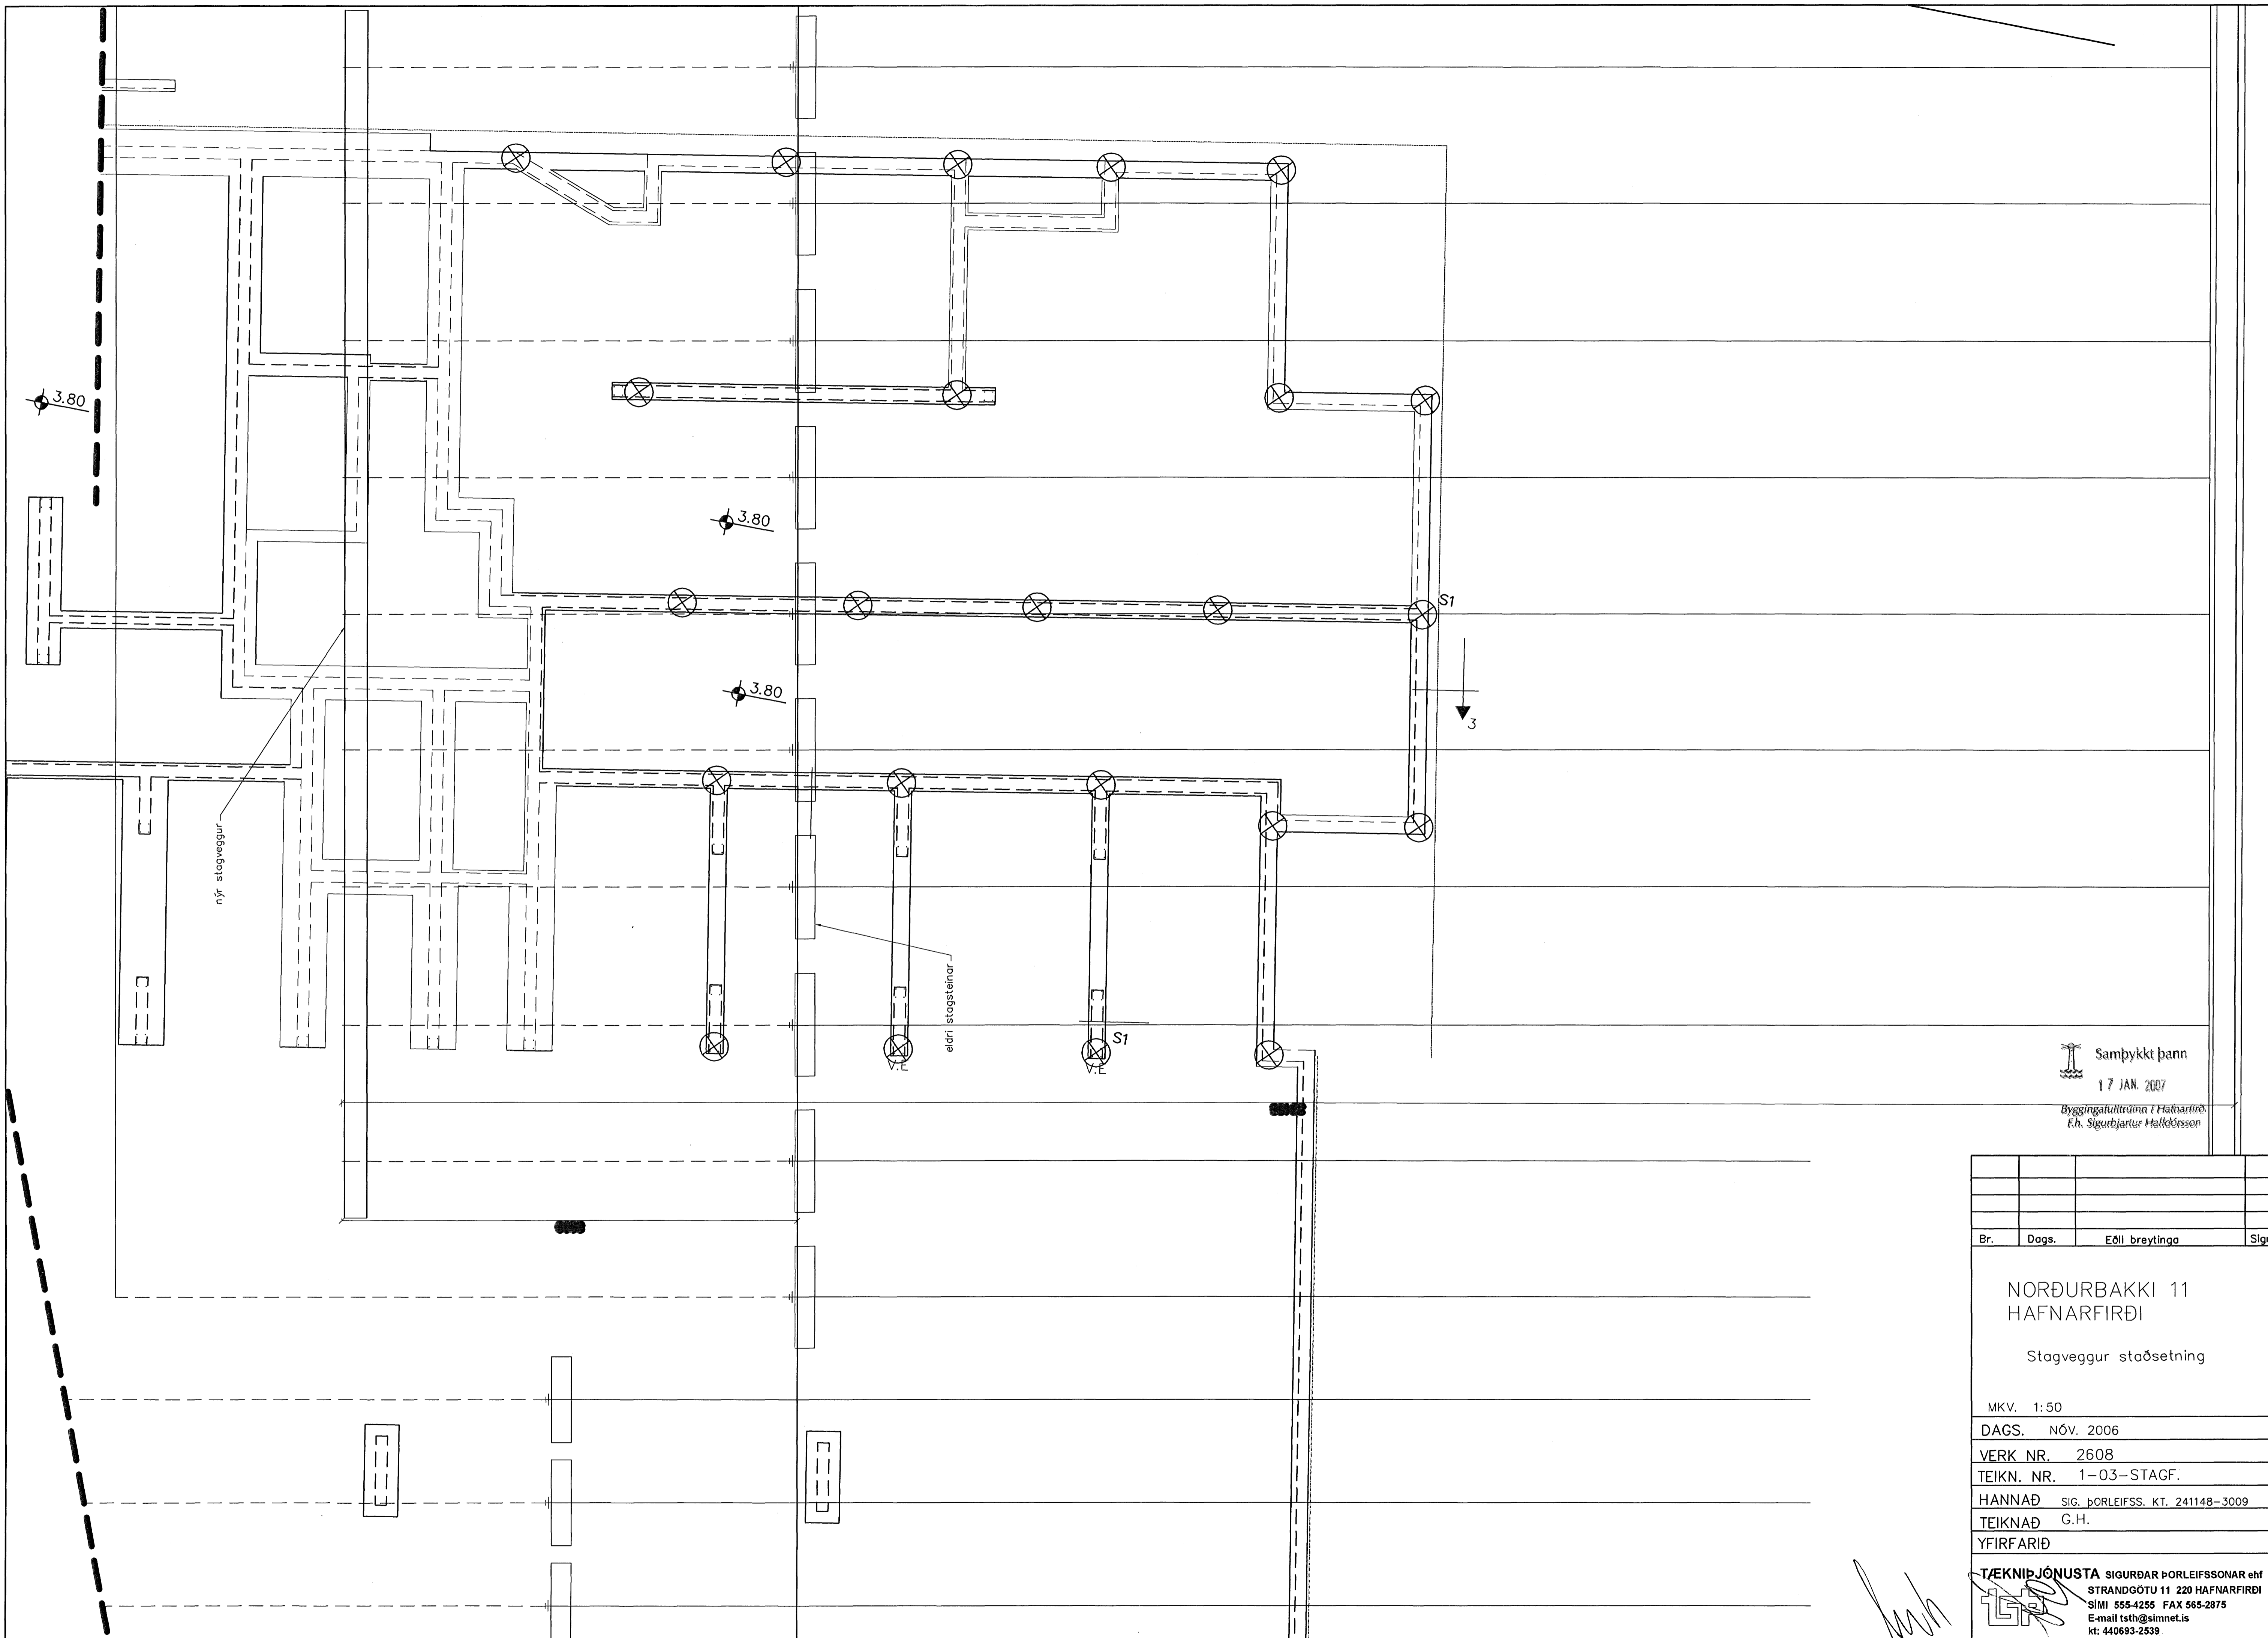 3.80
3.80
3.80
S1
3
nýr stagveggur
eldri stagsteinar
S1
V.E
V.E
Samþykkt þann
17 JAN. 2007
Byggingafulltrúinn í Hafnarfirð
F.h. Sigurbjartur Halldórsson
Br. Dags. Eðli breytinga Sign
NORÐURBAKKI 11
HAFNARFIRÐI
Stagveggur staðsetning
MKV. 1:50
DAGS. NÓV. 2006
VERK NR. 2608
TEIKN. NR. 1-03-STAGF.
HANNAÐ SIG. ÞORLEIFSS. KT. 241148-3009
TEIKNAÐ G.H.
YFIRFARIÐ
TÆKNIÞJÓNUSTA SIGURÐAR ÞORLEIFSSONAR ehf
STRANDGÖTU 11 220 HAFNARFIRÐI
SÍMI 555-4255 FAX 565-2875
E-mail tsth@simnet.is
kt: 440693-2539